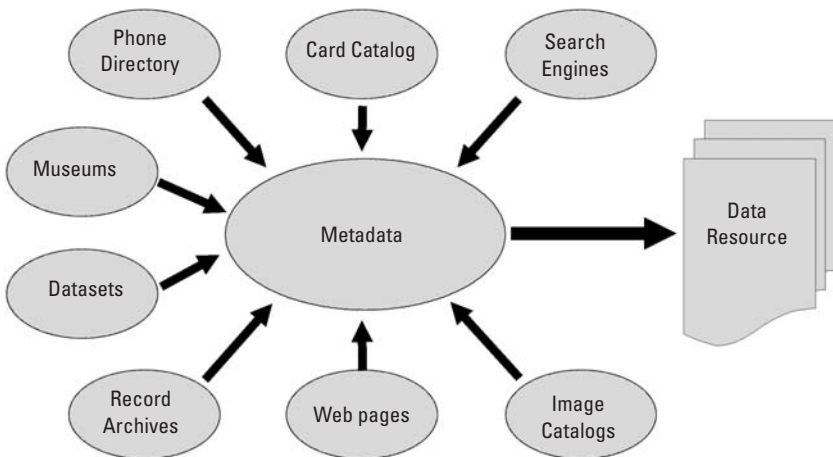 Phone
Directory
Card Catalog
Search
Engines
Museums
Metadata
Data
Resource
Datasets
Record
Archives
Web pages
Image
Catalogs